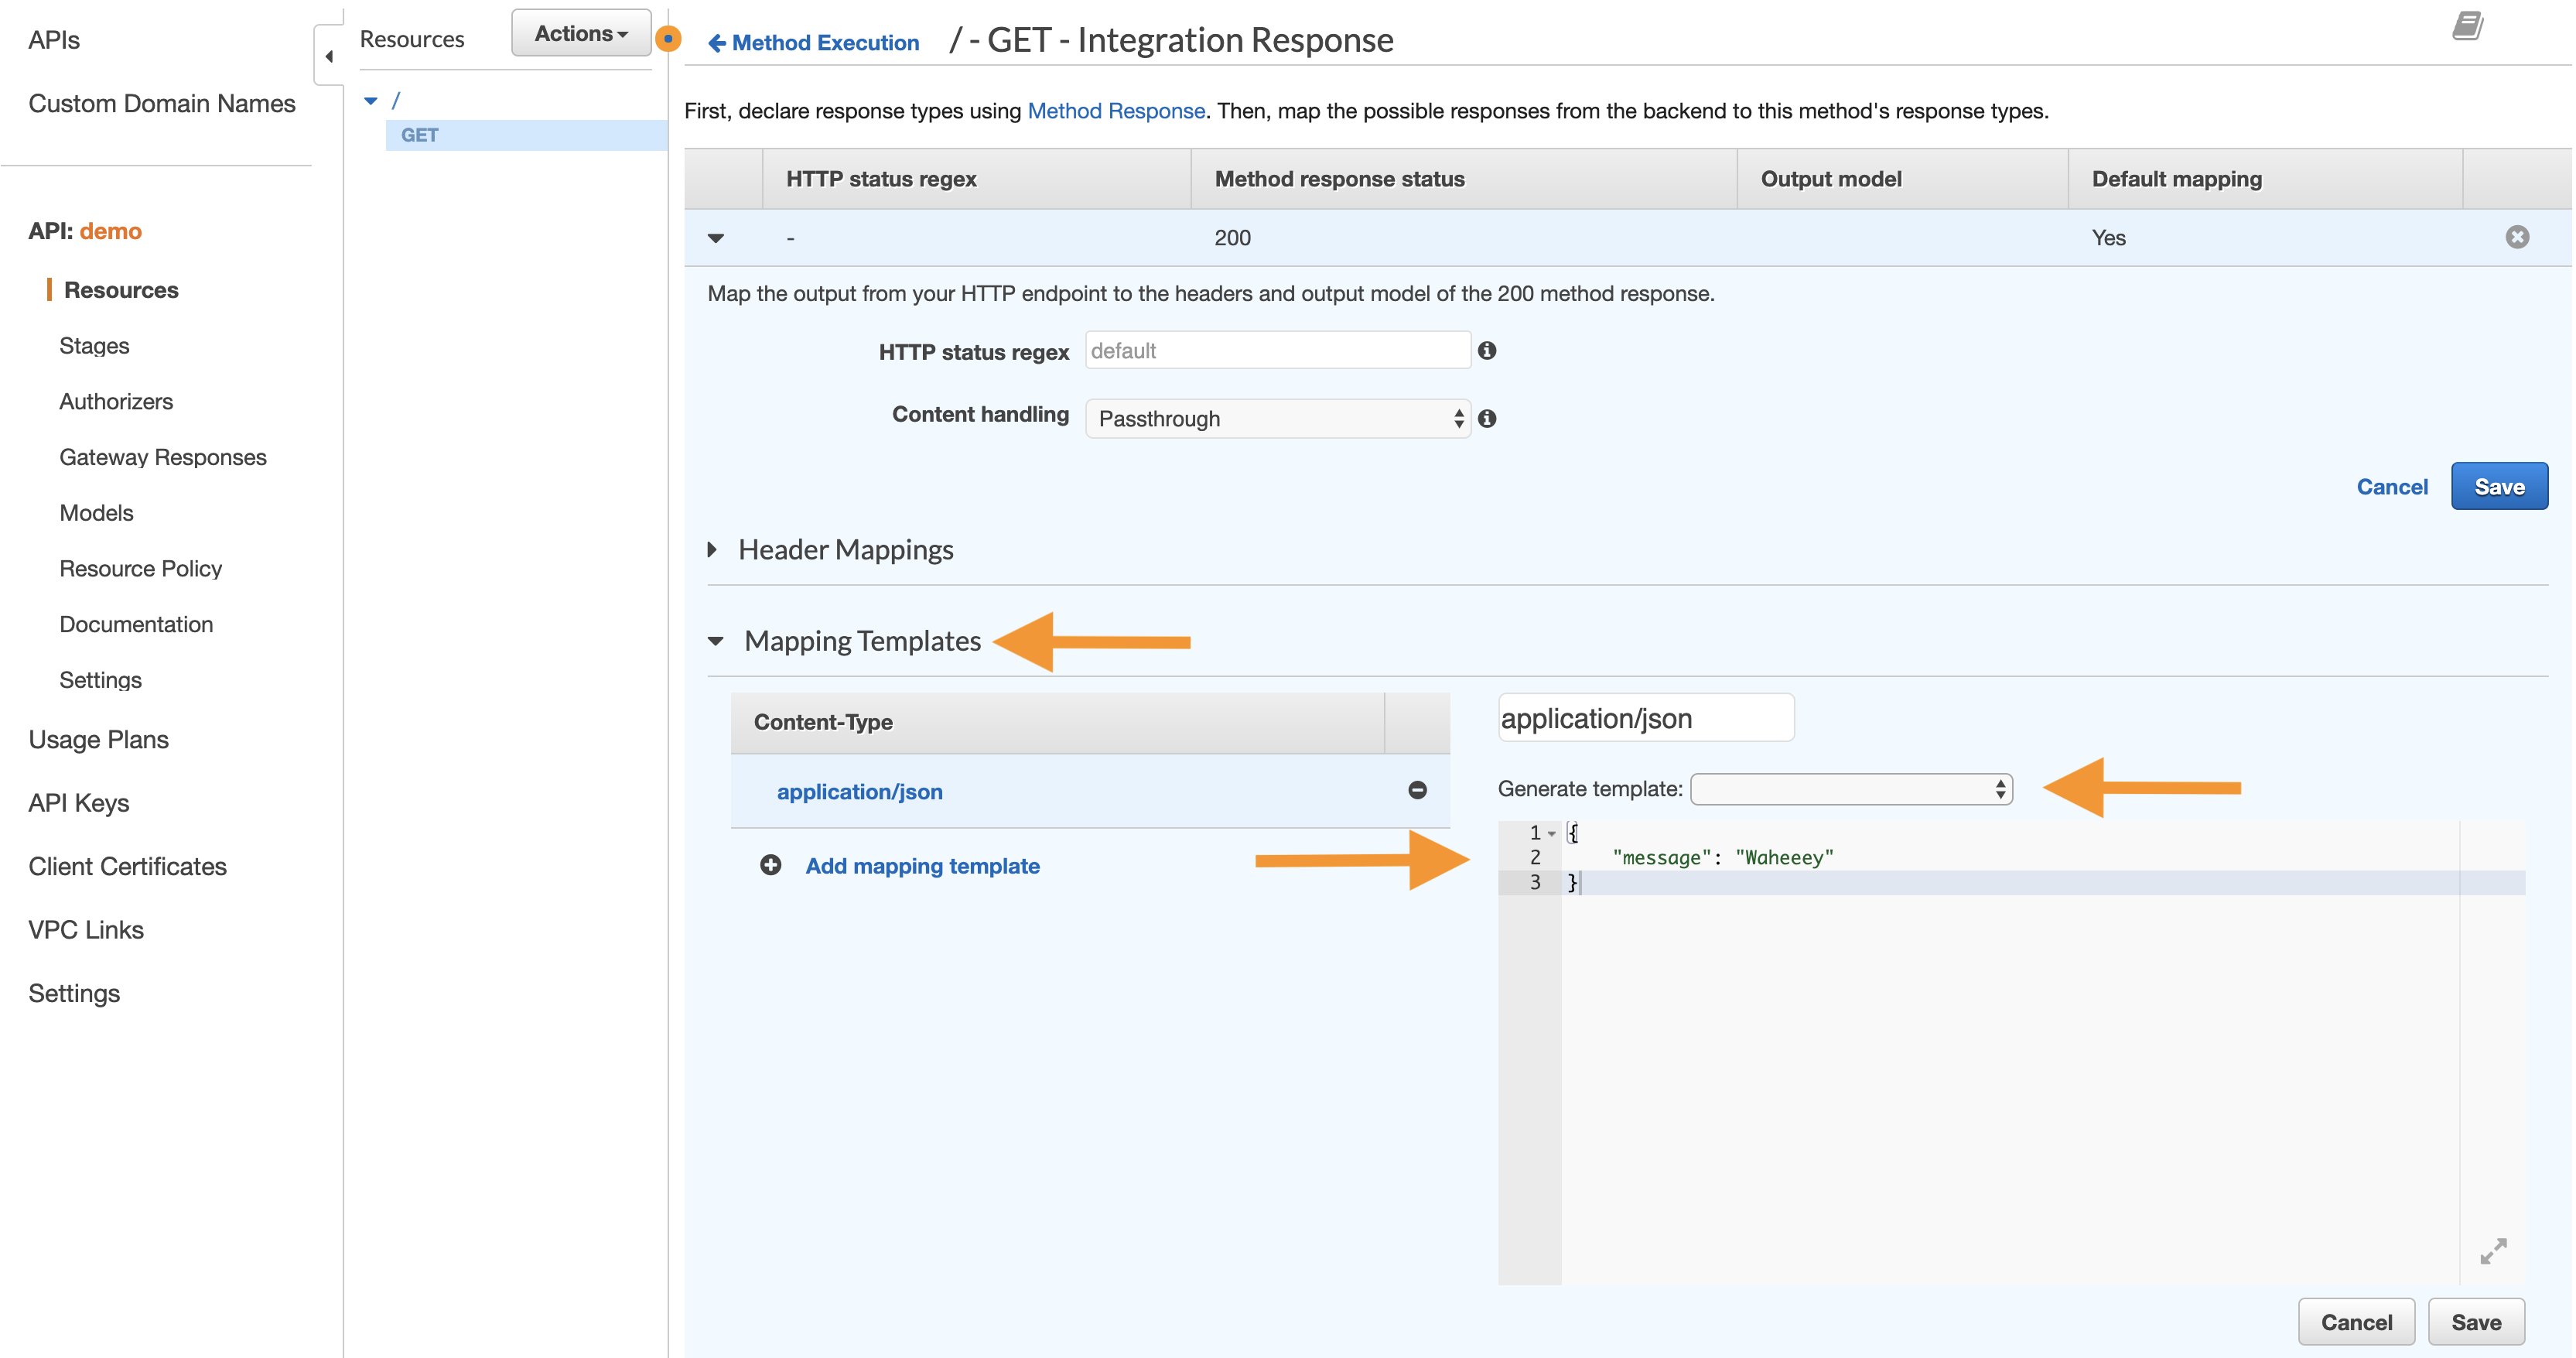 APIs
Custom Domain Names
API: demo
Resources
Stages
Authorizers
Gateway Responses
Models
Resource Policy
Documentation
Settings
Usage Plans
API Keys
Client Certificates
VPC Links
Settings
Resources
Actions
/
GET
Method Execution / - GET - Integration Response
First, declare response types using Method Response. Then, map the possible responses from the backend to this method's response types.
HTTP status regex Method response status Output model Default mapping
- 200 Yes
Map the output from your HTTP endpoint to the headers and output model of the 200 method response.
HTTP status regex default
Content handling Passthrough
Cancel Save
Header Mappings
Mapping Templates
Content-Type
application/json
Add mapping template
application/json
Generate template:
1 {
2 "message": "Waheeey"
3 }
Cancel Save